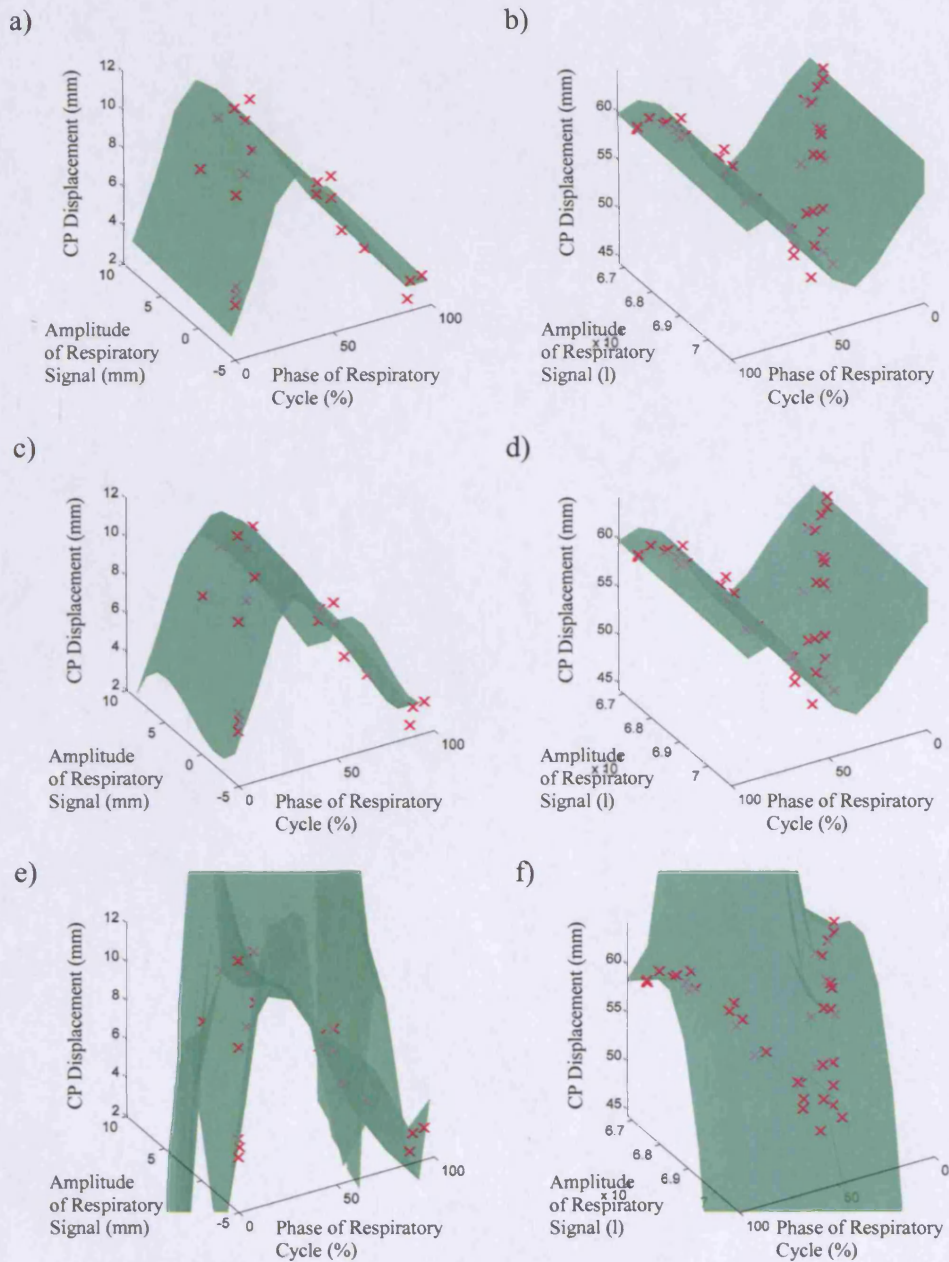 a)
CP Displacement (mm)
12
10
8
6
4
2
10
5
0
-5
0
50
100
Amplitude
of Respiratory
Signal (mm)
Phase of Respiratory
Cycle (%)
b)
CP Displacement (mm)
60
55
50
45
6.7
6.8
6.9
7
x 10
100
50
0
Amplitude
of Respiratory
Signal (l)
Phase of Respiratory
Cycle (%)
c)
CP Displacement (mm)
12
10
8
6
4
2
10
5
0
-5
0
50
100
Amplitude
of Respiratory
Signal (mm)
Phase of Respiratory
Cycle (%)
d)
CP Displacement (mm)
60
55
50
45
6.7
6.8
6.9
7
x 10
100
50
0
Amplitude
of Respiratory
Signal (l)
Phase of Respiratory
Cycle (%)
e)
CP Displacement (mm)
12
10
8
6
4
2
10
5
-5
0
50
100
Amplitude
of Respiratory
Signal (mm)
Phase of Respiratory
Cycle (%)
f)
CP Displacement (mm)
60
55
50
45
6.7
6.8
6.9
7
x 10
100
50
0
Amplitude
of Respiratory
Signal (l)
Phase of Respiratory
Cycle (%)